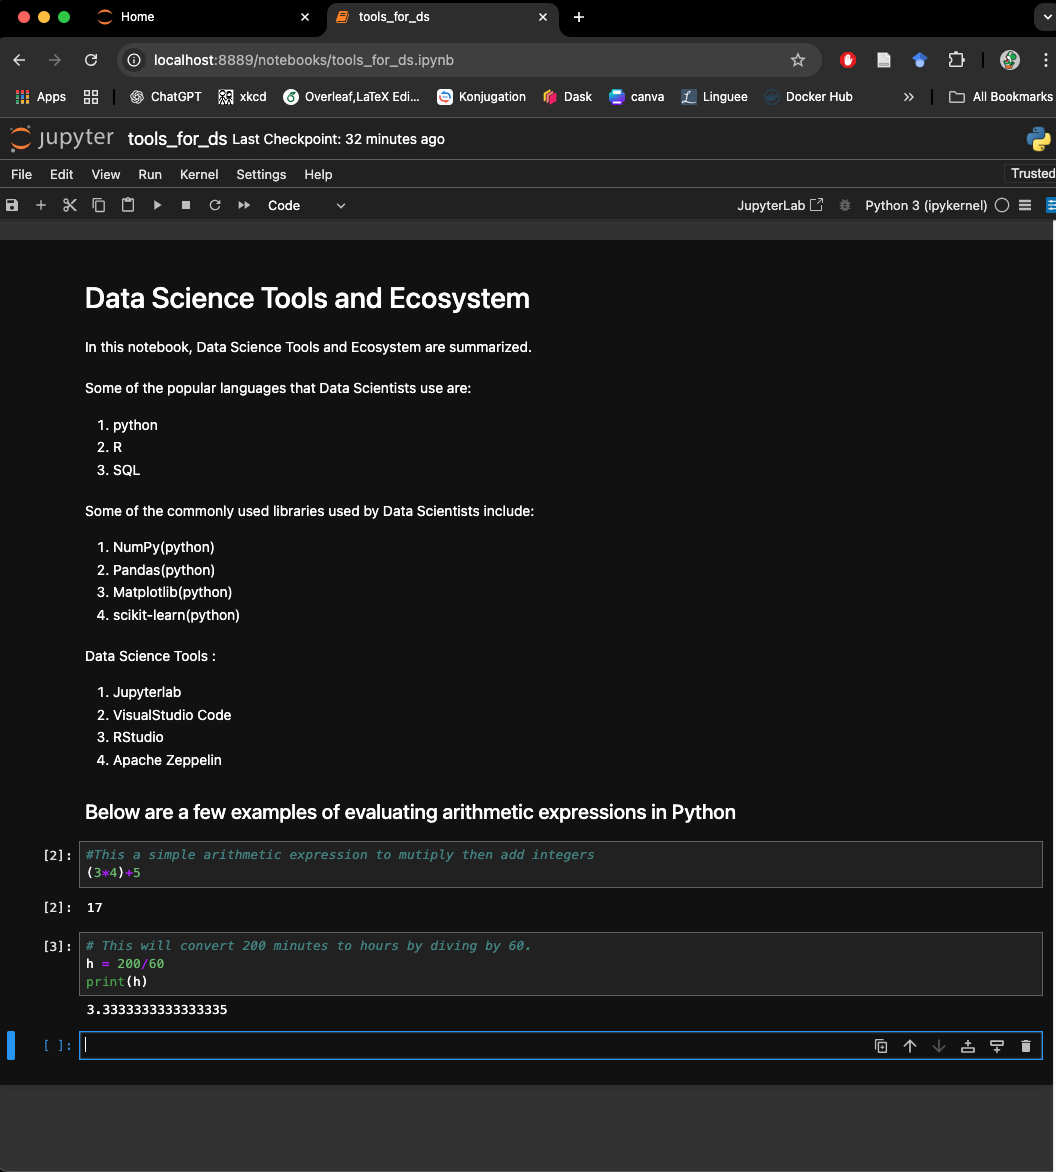 Home
tools_for_ds
localhost:8889/notebooks/tools_for_ds.ipynb
Apps
ChatGPT
xkcd
Overleaf,LaTeX Edi...
Konjugation
Dask
canva
Linguee
Docker Hub
All Bookmarks
jupyter tools_for_ds Last Checkpoint: 32 minutes ago
File Edit View Run Kernel Settings Help
Trusted
Code
JupyterLab
Python 3 (ipykernel)
Data Science Tools and Ecosystem
In this notebook, Data Science Tools and Ecosystem are summarized.
Some of the popular languages that Data Scientists use are:
1. python
2. R
3. SQL
Some of the commonly used libraries used by Data Scientists include:
1. NumPy(python)
2. Pandas(python)
3. Matplotlib(python)
4. scikit-learn(python)
Data Science Tools :
1. Jupyterlab
2. VisualStudio Code
3. RStudio
4. Apache Zeppelin
Below are a few examples of evaluating arithmetic expressions in Python
[2]: #This a simple arithmetic expression to mutiply then add integers
(3*4)+5
[2]: 17
[3]: # This will convert 200 minutes to hours by diving by 60.
h = 200/60
print(h)
3.3333333333333335
[ ]: